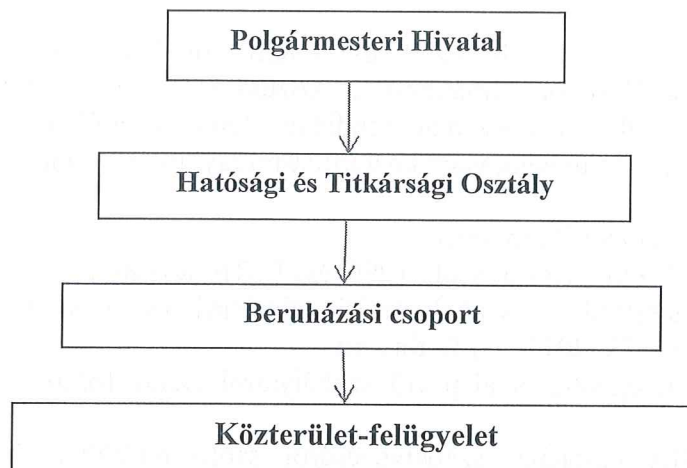 Polgármesteri Hivatal
Hatósági és Titkársági Osztály
Beruházási csoport
Közterület-felügyelet